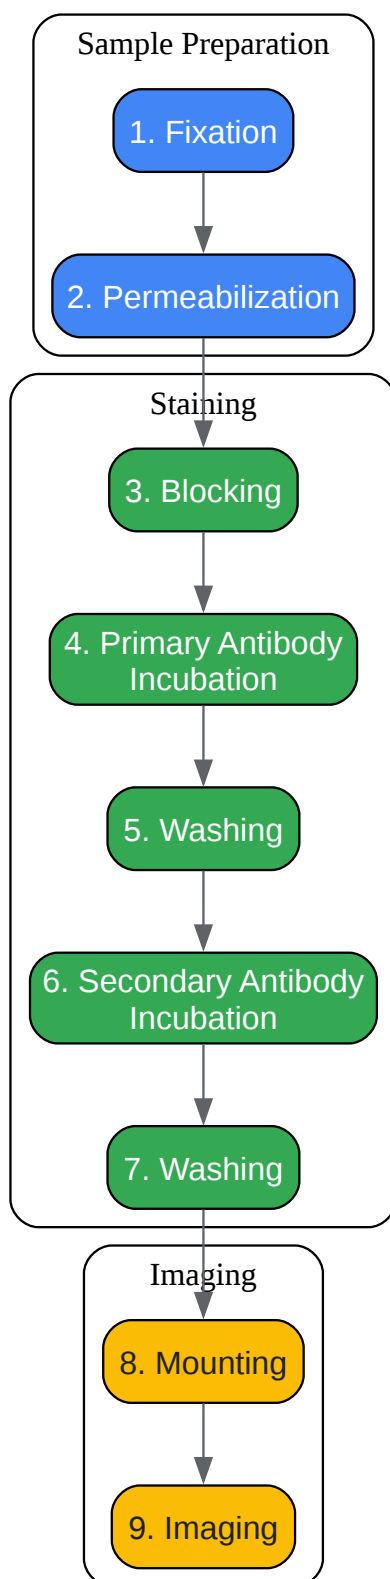 Sample Preparation
1. Fixation
2. Permeabilization
Staining
3. Blocking
4. Primary Antibody
Incubation
5. Washing
6. Secondary Antibody
Incubation
7. Washing
Imaging
8. Mounting
9. Imaging